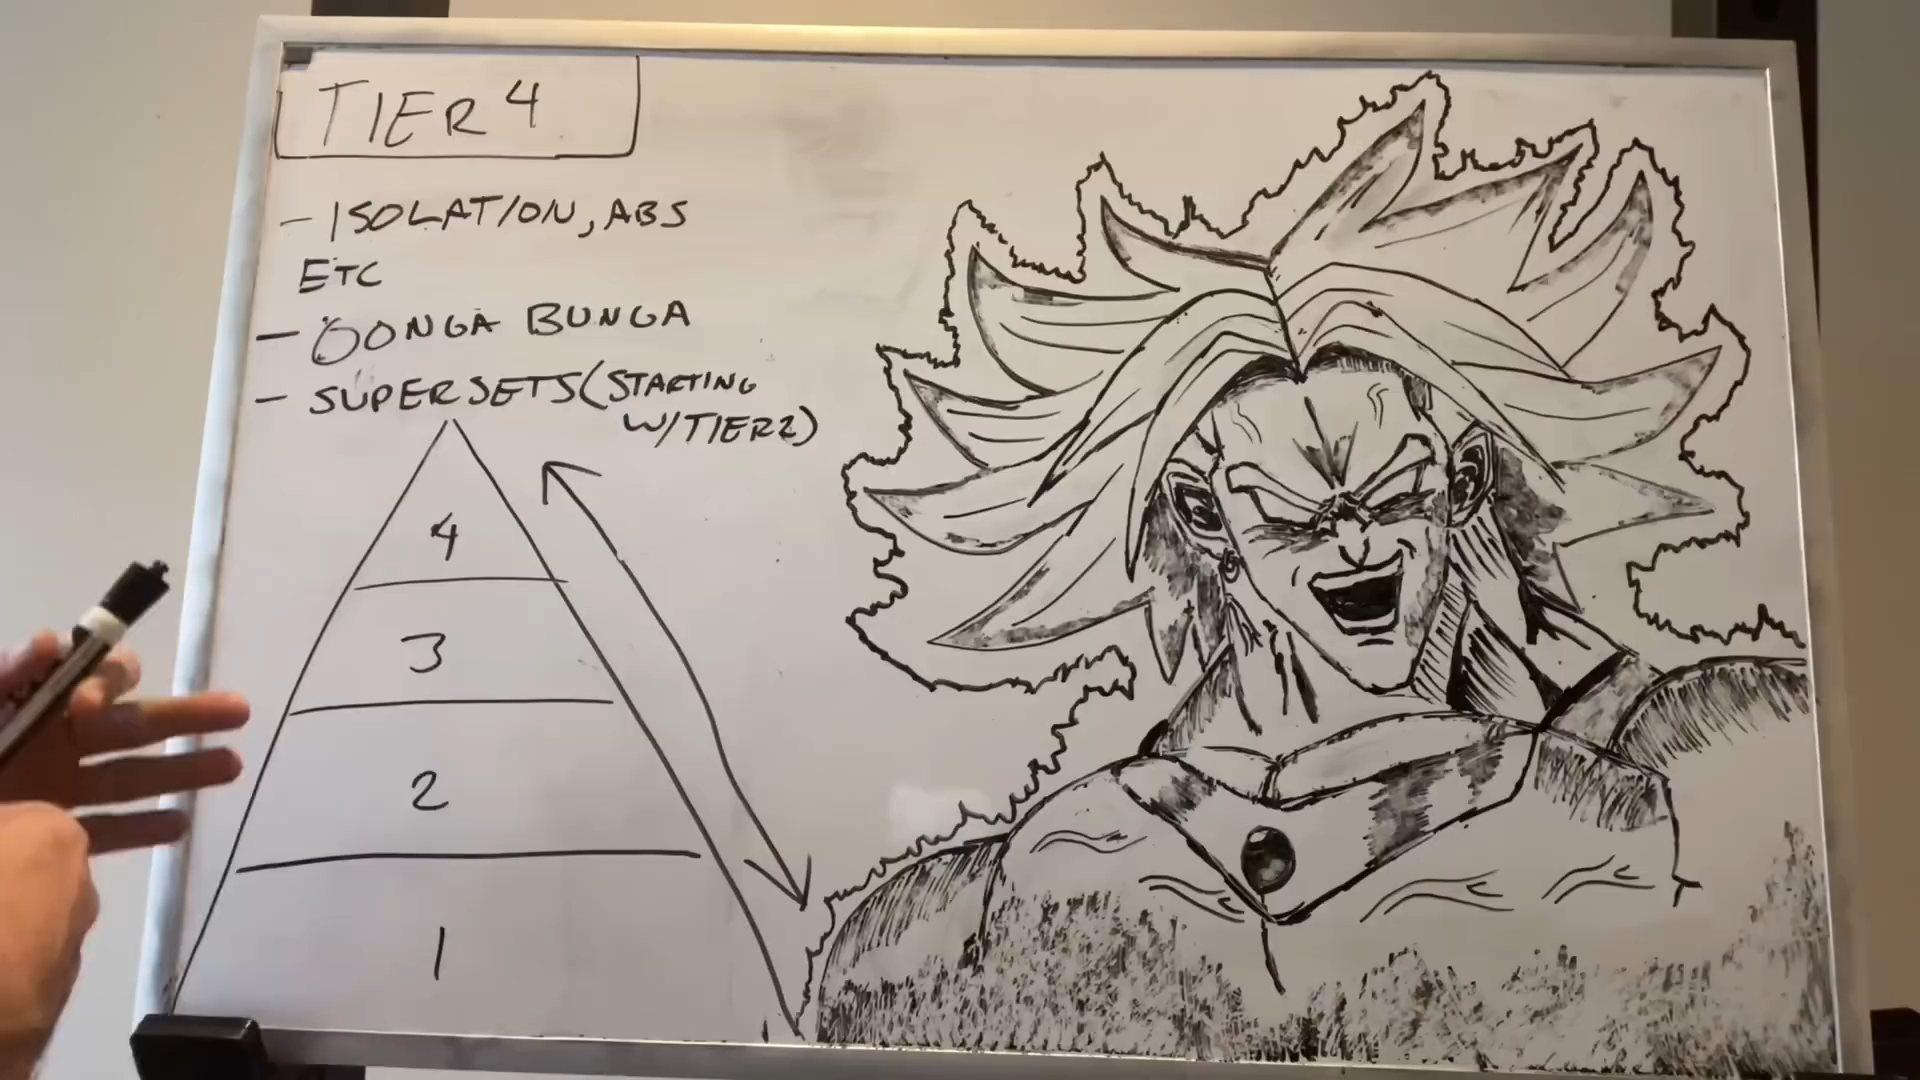 TIER 4
- ISOLATION, ABS
ETC
- OONGA BUNGA
- SUPERSETS (STARTING
W/TIER 2)
4
3
2
1